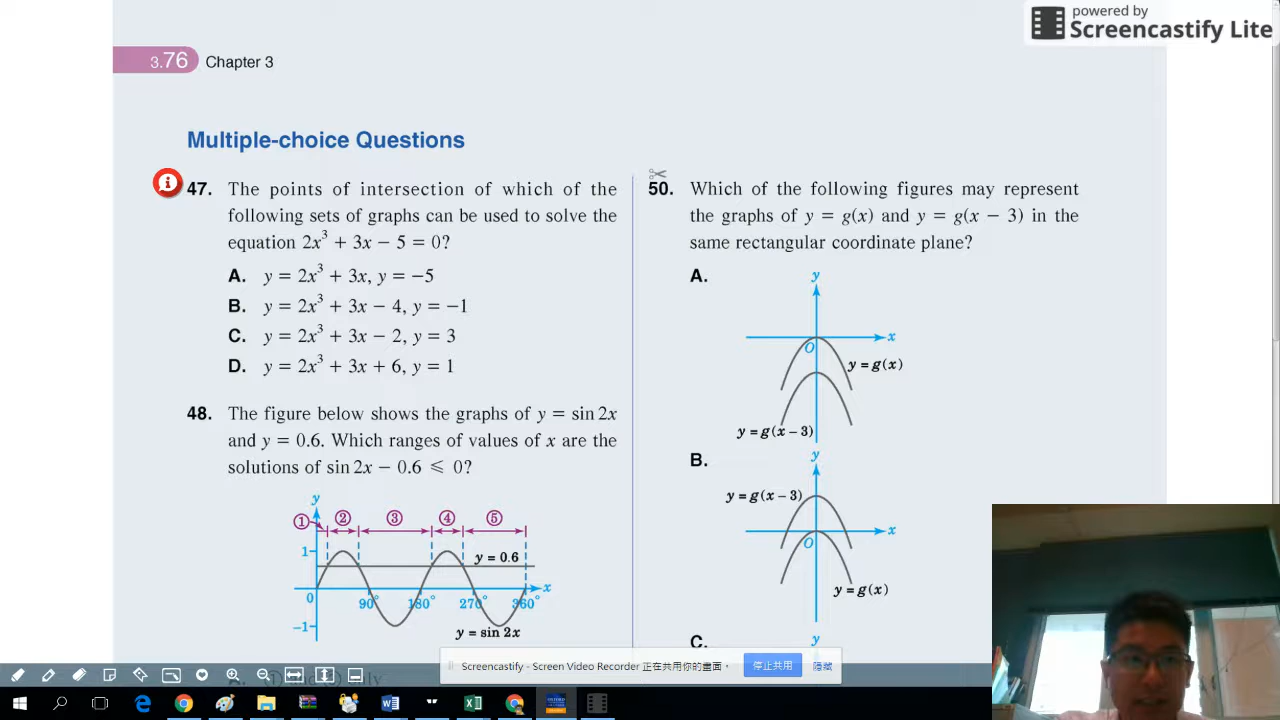 powered by
Screencastify Lite
3.76 Chapter 3
Multiple-choice Questions
47. The points of intersection of which of the
following sets of graphs can be used to solve the
equation 2x³ + 3x − 5 = 0?
A. y = 2x³ + 3x, y = −5
B. y = 2x³ + 3x − 4, y = −1
C. y = 2x³ + 3x − 2, y = 3
D. y = 2x³ + 3x + 6, y = 1
48. The figure below shows the graphs of y = sin 2x
and y = 0.6. Which ranges of values of x are the
solutions of sin 2x − 0.6 ⩽ 0?
y
① ② ③ ④ ⑤
1
y = 0.6
x
0 90° 180° 270° 360°
−1
y = sin 2x
50. Which of the following figures may represent
the graphs of y = g(x) and y = g(x − 3) in the
same rectangular coordinate plane?
A.
y
x
O
y = g(x)
y = g(x − 3)
B.
y
y = g(x − 3)
x
O
y = g(x)
C.
y
Screencastify - Screen Video Recorder 正在共用你的畫面。
停止共用
隱藏